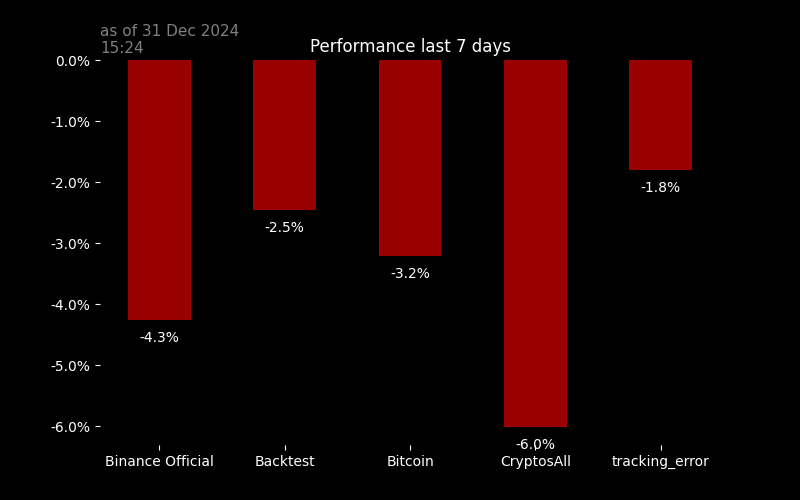 as of 31 Dec 2024
15:24
Performance last 7 days
0.0%
-1.0%
-2.0%
-3.0%
-4.0%
-5.0%
-6.0%
-4.3%
-2.5%
-3.2%
-6.0%
-1.8%
Binance Official
Backtest
Bitcoin
CryptosAll
tracking_error